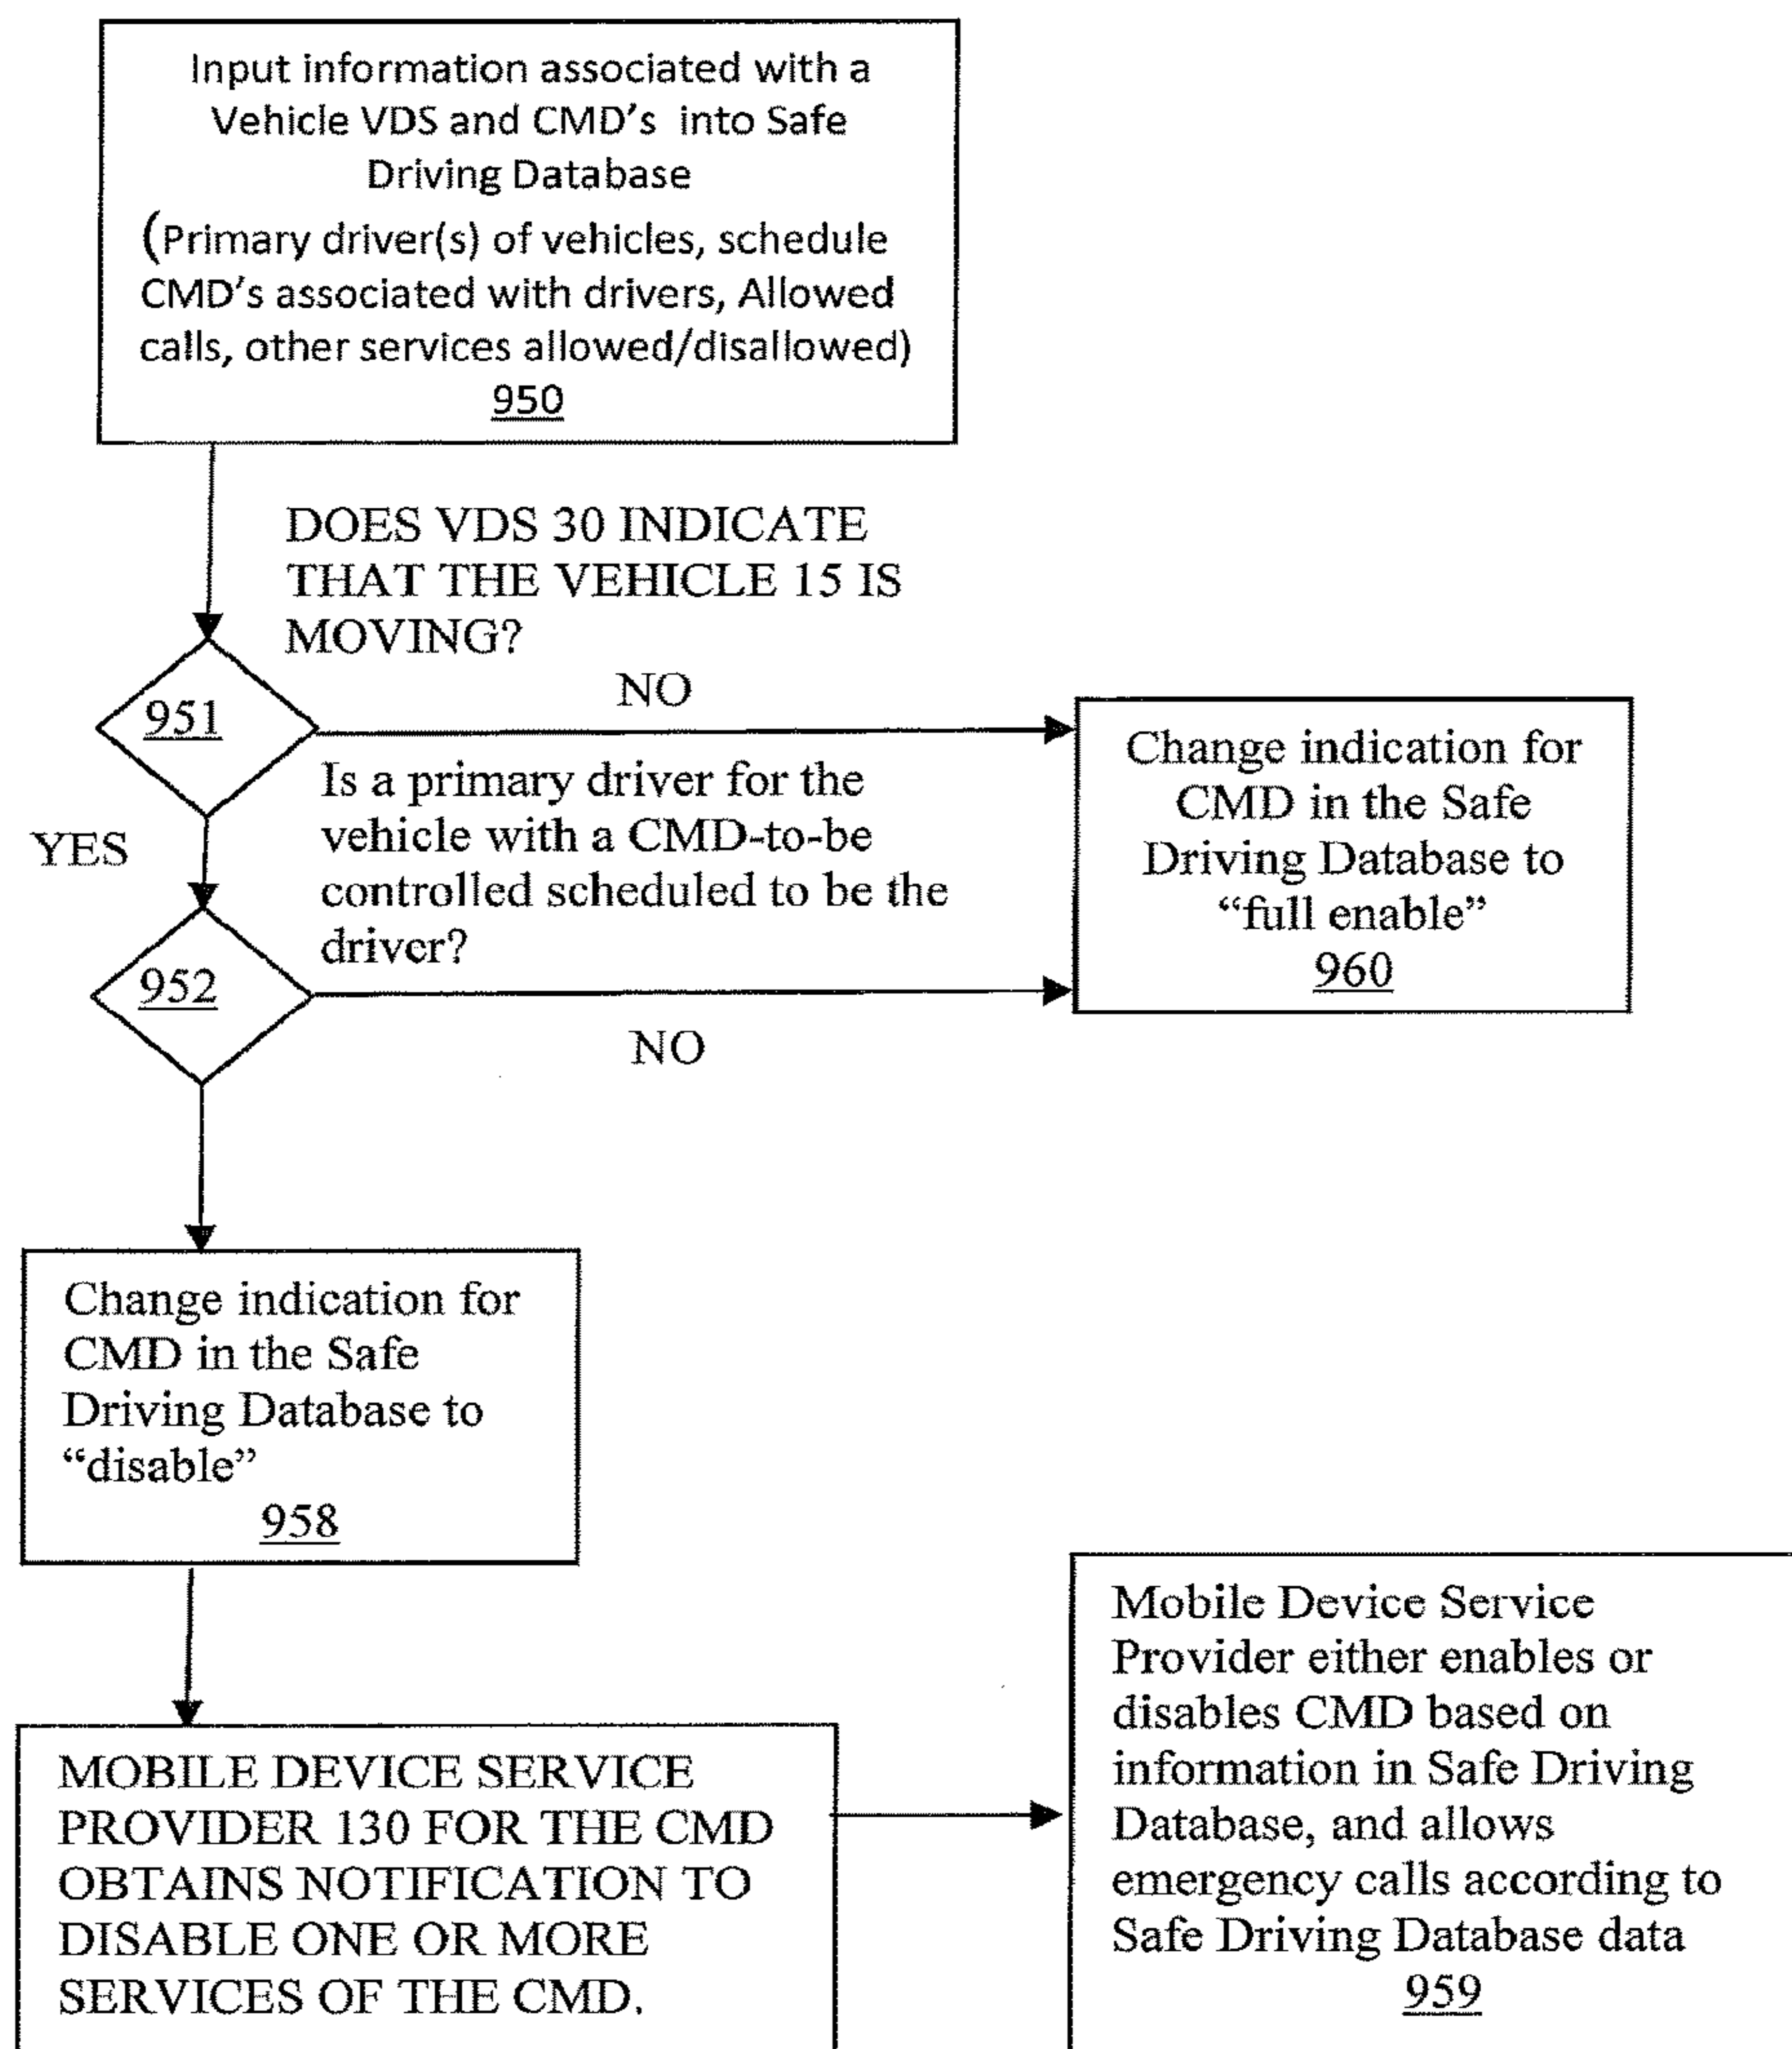 Input information associated with a
Vehicle VDS and CMD's into Safe
Driving Database
(Primary driver(s) of vehicles, schedule
CMD's associated with drivers, Allowed
calls, other services allowed/disallowed)
950
DOES VDS 30 INDICATE
THAT THE VEHICLE 15 IS
MOVING?
951
NO
YES
Is a primary driver for the
vehicle with a CMD-to-be
controlled scheduled to be the
driver?
952
NO
Change indication for
CMD in the Safe
Driving Database to
“full enable”
960
Change indication for
CMD in the Safe
Driving Database to
“disable”
958
MOBILE DEVICE SERVICE
PROVIDER 130 FOR THE CMD
OBTAINS NOTIFICATION TO
DISABLE ONE OR MORE
SERVICES OF THE CMD.
Mobile Device Service
Provider either enables or
disables CMD based on
information in Safe Driving
Database, and allows
emergency calls according to
Safe Driving Database data
959